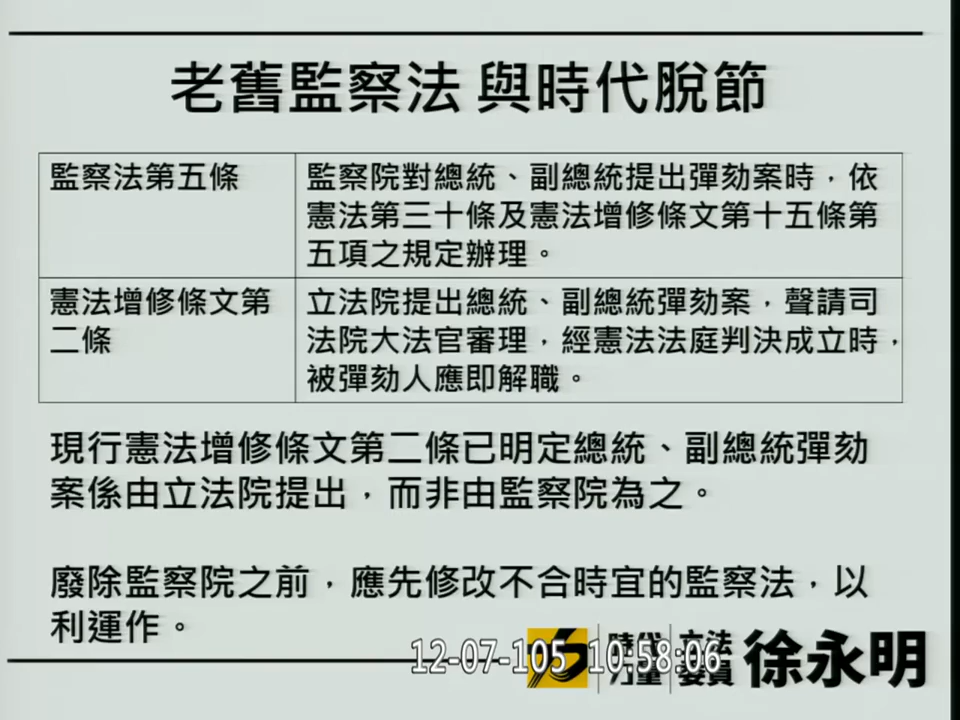 老舊監察法 與時代脫節
監察法第五條
監察院對總統、副總統提出彈劾案時，依
憲法第三十條及憲法增修條文第十五條第
五項之規定辦理。
憲法增修條文第
二條
立法院提出總統、副總統彈劾案，聲請司
法院大法官審理，經憲法法庭判決成立時，
被彈劾人應即解職。
現行憲法增修條文第二條已明定總統、副總統彈劾
案係由立法院提出，而非由監察院為之。
廢除監察院之前，應先修改不合時宜的監察法，以
利運作。
12-07-105 10:58:06
時代
力量
立法
委員
徐永明